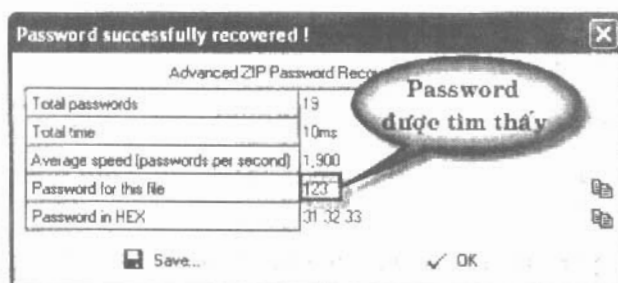 Password successfully recovered !
Advanced ZIP Password Reco
Password
được tìm thấy
Total passwords 19
Total time 10ms
Average speed (passwords per second) 1,900
Password for this file 123
Password in HEX 31 32 33
Save... OK